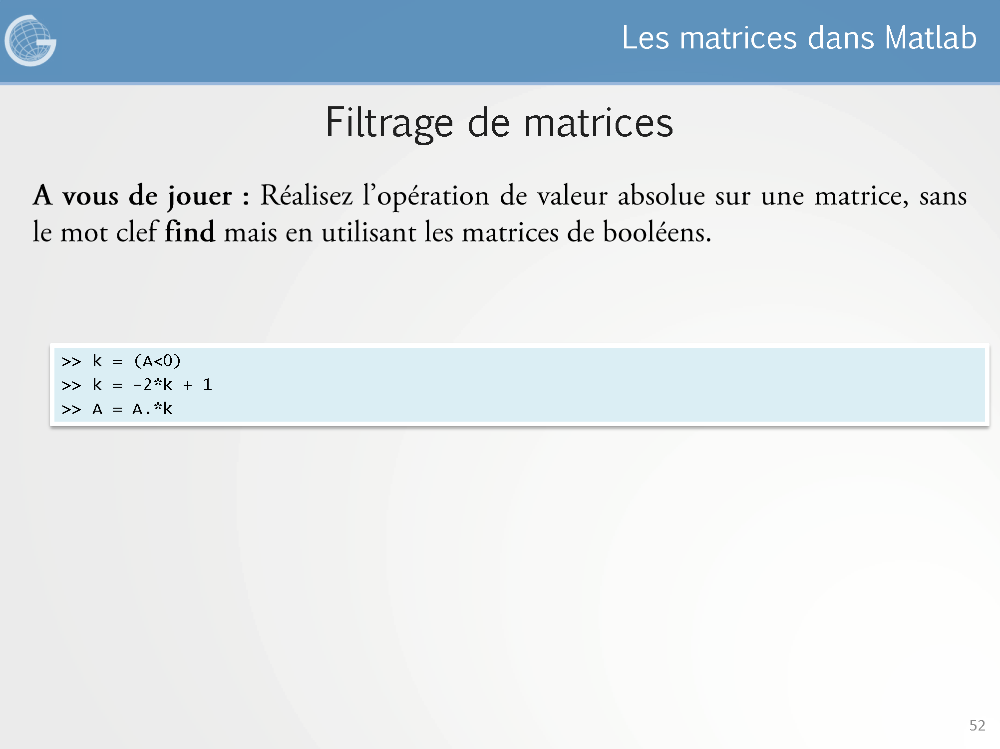 Les matrices dans Matlab
Filtrage de matrices
A vous de jouer : Réalisez l’opération de valeur absolue sur une matrice, sans
le mot clef find mais en utilisant les matrices de booléens.
>> k = (A<0)
>> k = -2*k + 1
>> A = A.*k
52